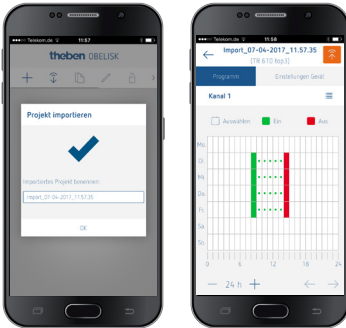 Telekom.de 11:57
theben OBELISK
Projekt importieren
Importiertes Projekt benennen:
Import_07-04-2017_11.57.35
OK
Telekom.de 11:58
Import_07-04-2017_11.57.35
(TR 610 top3)
Programm Einstellungen Gerät
Kanal 1
Auswählen Ein Aus
Mo
Di
Mi
Do
Fr
Sa
So
0 6 12 18 24
24 h